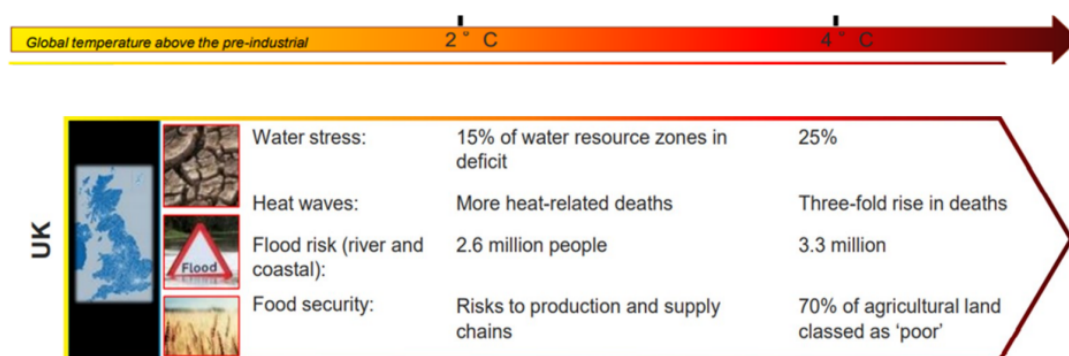 Global temperature above the pre-industrial
2° C
4° C
UK
Water stress:
15% of water resource zones in
deficit
25%
Heat waves:
More heat-related deaths
Three-fold rise in deaths
Flood
Flood risk (river and
coastal):
2.6 million people
3.3 million
Food security:
Risks to production and supply
chains
70% of agricultural land
classed as ‘poor’